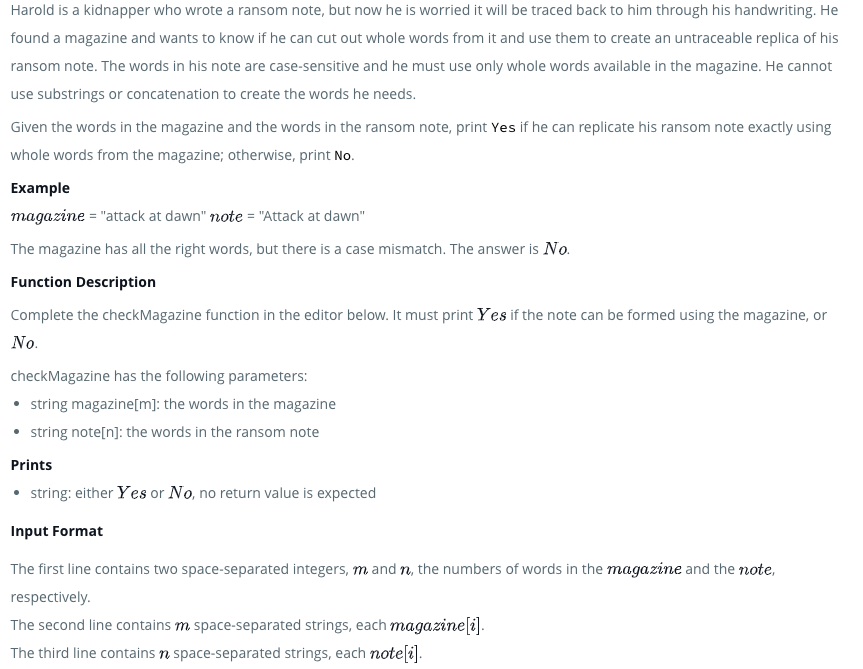 Harold is a kidnapper who wrote a ransom note, but now he is worried it will be traced back to him through his handwriting. He
found a magazine and wants to know if he can cut out whole words from it and use them to create an untraceable replica of his
ransom note. The words in his note are case-sensitive and he must use only whole words available in the magazine. He cannot
use substrings or concatenation to create the words he needs.
Given the words in the magazine and the words in the ransom note, print Yes if he can replicate his ransom note exactly using
whole words from the magazine; otherwise, print No.
Example
magazine = "attack at dawn" note = "Attack at dawn"
The magazine has all the right words, but there is a case mismatch. The answer is No.
Function Description
Complete the checkMagazine function in the editor below. It must print Yes if the note can be formed using the magazine, or
No.
checkMagazine has the following parameters:
• string magazine[m]: the words in the magazine
• string note[n]: the words in the ransom note
Prints
• string: either Yes or No, no return value is expected
Input Format
The first line contains two space-separated integers, m and n, the numbers of words in the magazine and the note,
respectively.
The second line contains m space-separated strings, each magazine[i].
The third line contains n space-separated strings, each note[i].